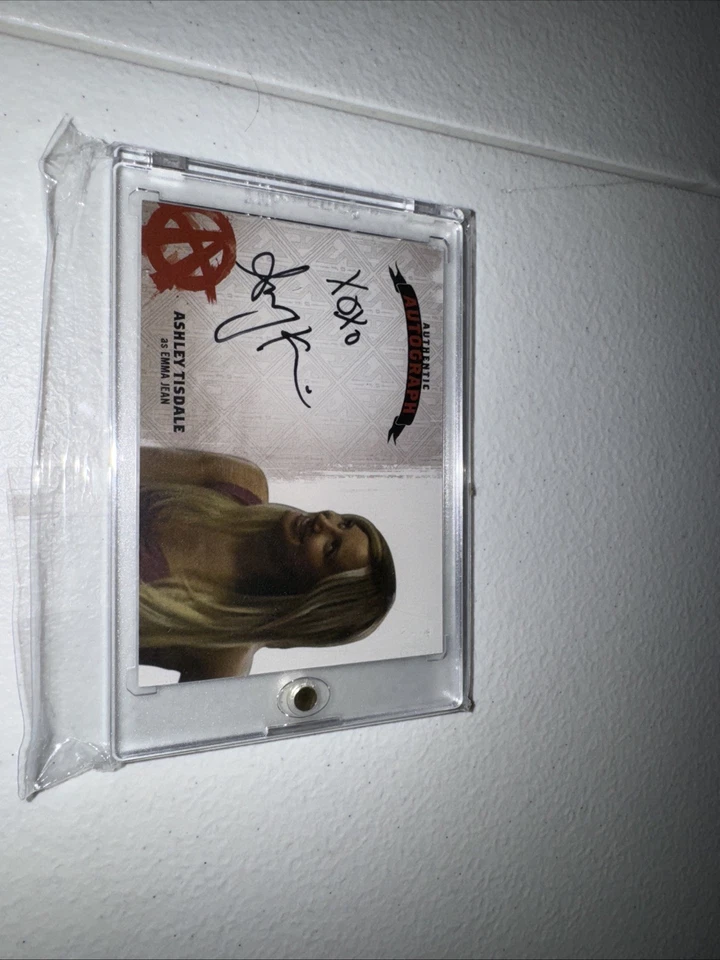 AUTHENTIC
AUTOGRAPH
XOXO
ASHLEY TISDALE
as EMMA JEAN